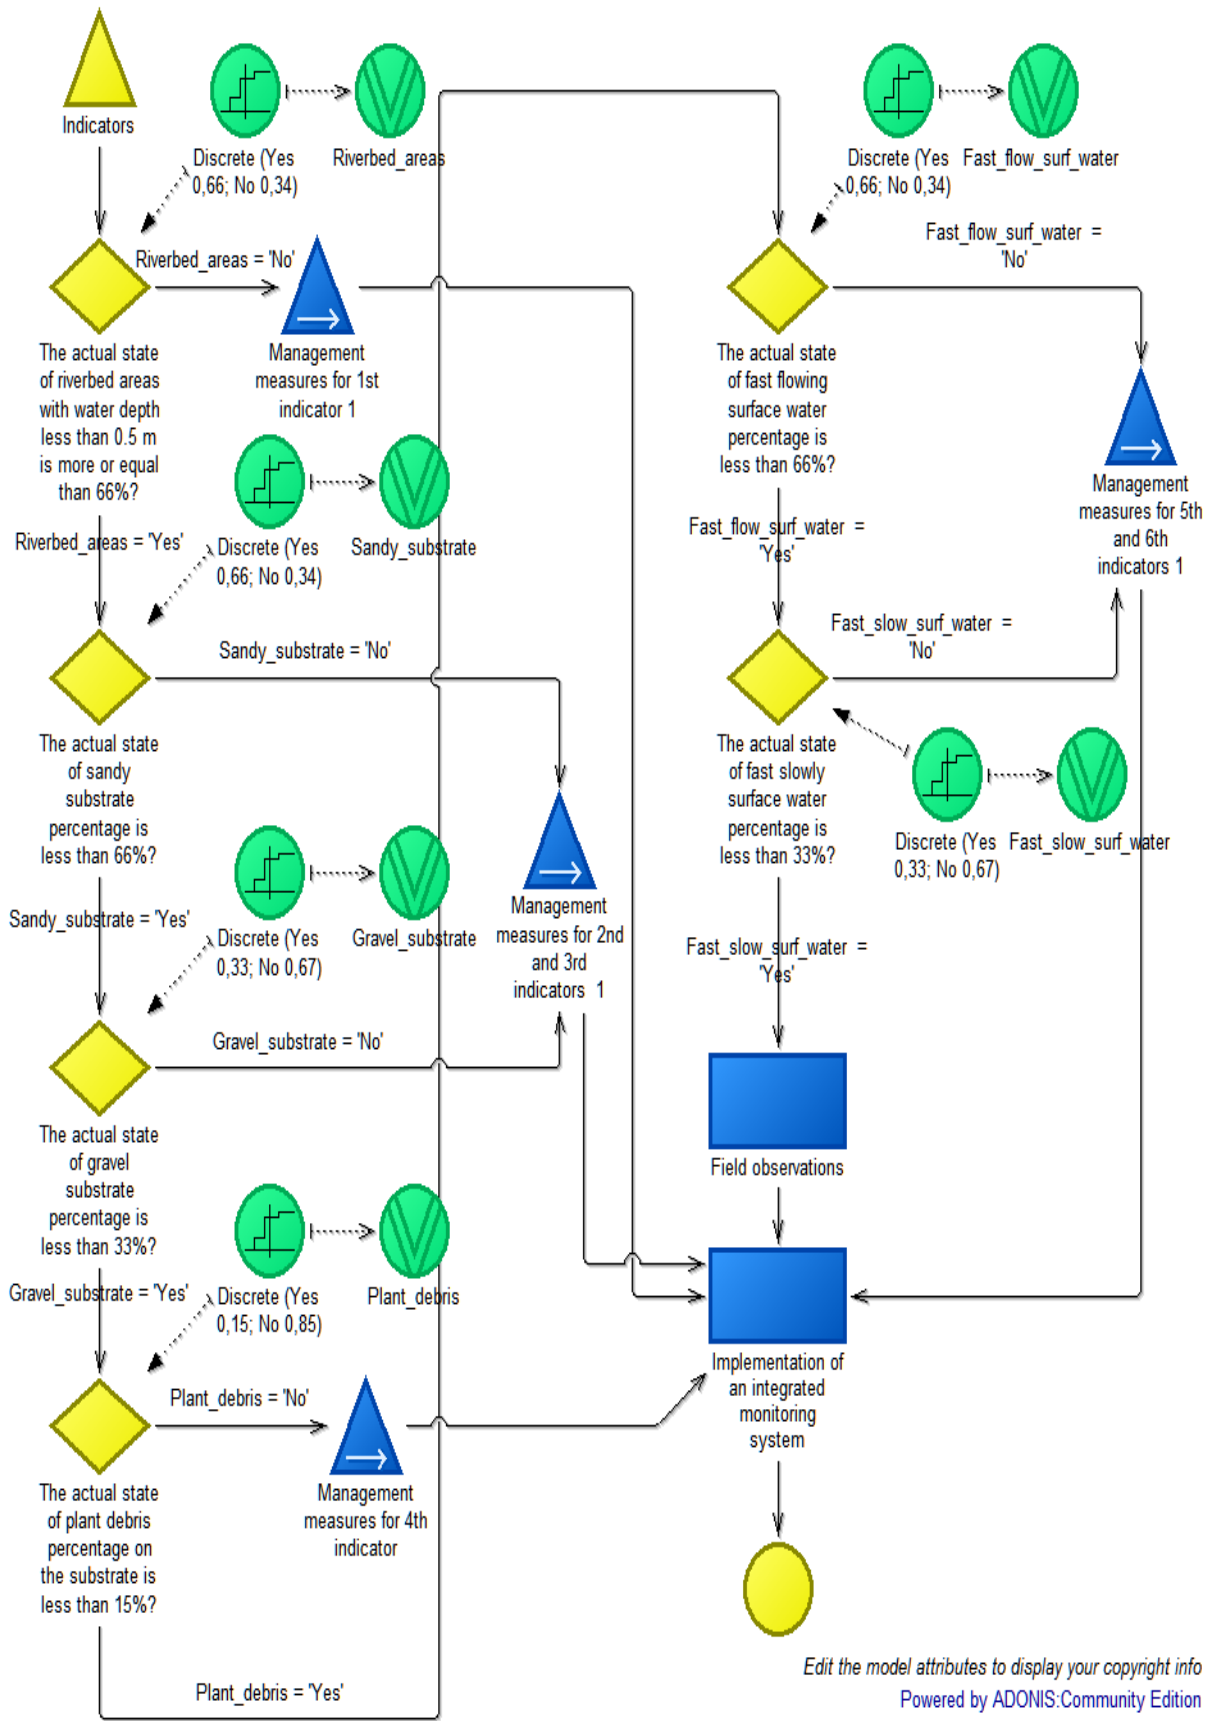 Indicators
Discrete (Yes
0,66; No 0,34)
Riverbed_areas
Riverbed_areas = 'No'
The actual state
of riverbed areas
with water depth
less than 0.5 m
is more or equal
than 66%?
Management
measures for 1st
indicator 1
Riverbed_areas = 'Yes'
Discrete (Yes
0,66; No 0,34)
Sandy_substrate
Sandy_substrate = 'No'
The actual state
of sandy
substrate
percentage is
less than 66%?
Sandy_substrate = 'Yes'
Discrete (Yes
0,33; No 0,67)
Gravel_substrate
Management
measures for 2nd
and 3rd
indicators 1
Gravel_substrate = 'No'
The actual state
of gravel
substrate
percentage is
less than 33%?
Gravel_substrate = 'Yes'
Discrete (Yes
0,15; No 0,85)
Plant_debris
Plant_debris = 'No'
The actual state
of plant debris
percentage on
the substrate is
less than 15%?
Management
measures for 4th
indicator
Plant_debris = 'Yes'
Discrete (Yes
0,66; No 0,34)
Fast_flow_surf_water
Fast_flow_surf_water =
'No'
The actual state
of fast flowing
surface water
percentage is
less than 66%?
Management
measures for 5th
and 6th
indicators 1
Fast_flow_surf_water =
'Yes'
Fast_slow_surf_water =
'No'
The actual state
of fast slowly
surface water
percentage is
less than 33%?
Discrete (Yes
0,33; No 0,67)
Fast_slow_surf_water
Fast_slow_surf_water =
'Yes'
Field observations
Implementation of
an integrated
monitoring
system
Edit the model attributes to display your copyright info
Powered by ADONIS:Community Edition